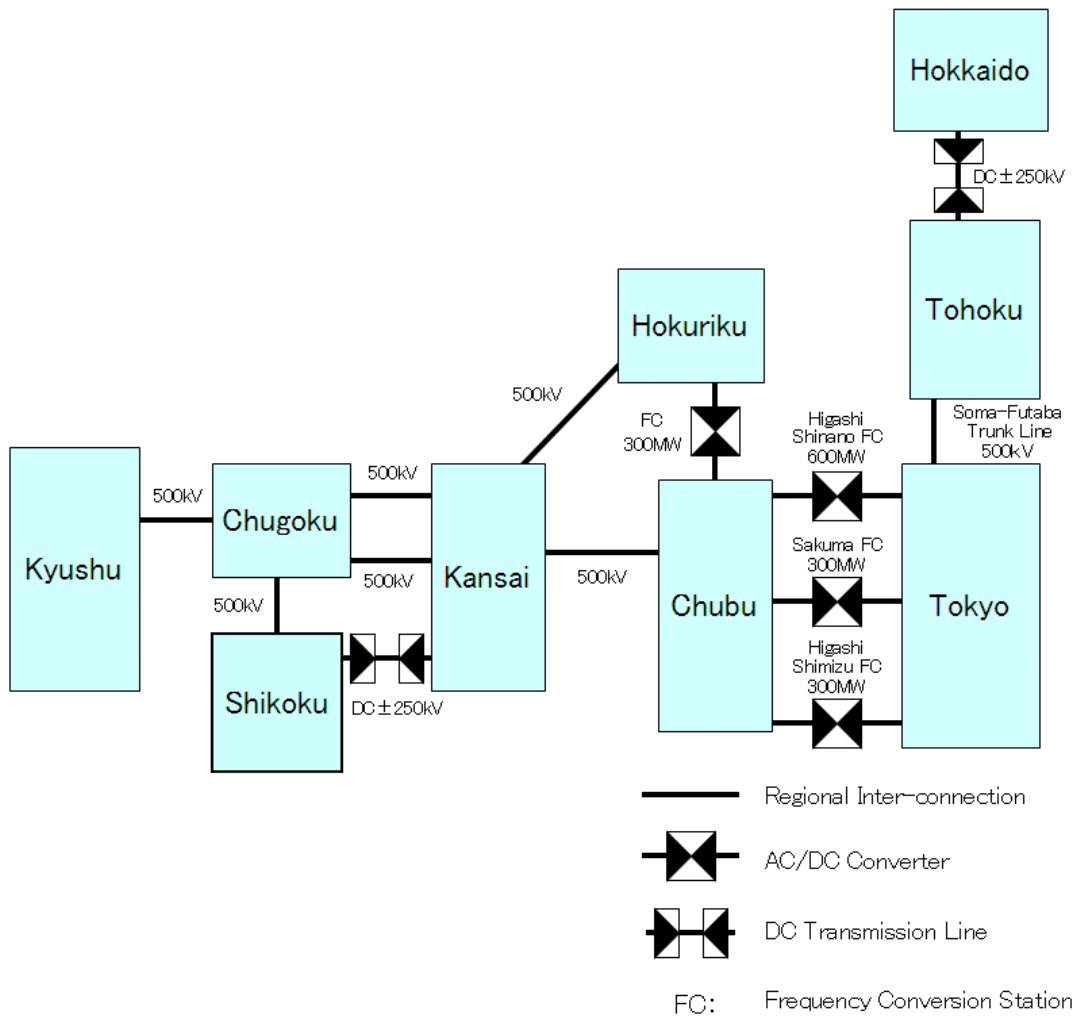 Hokkaido
DC±250kV
Tohoku
Hokuriku
500kV
FC
300MW
Higashi
Shinano FC
600MW
Soma-Futaba
Trunk Line
500kV
Kyushu
500kV
Chugoku
500kV
500kV
Kansai
500kV
Chubu
Sakuma FC
300MW
Tokyo
500kV
Shikoku
DC±250kV
Higashi
Shimizu FC
300MW
Regional Inter-connection
AC/DC Converter
DC Transmission Line
FC: Frequency Conversion Station